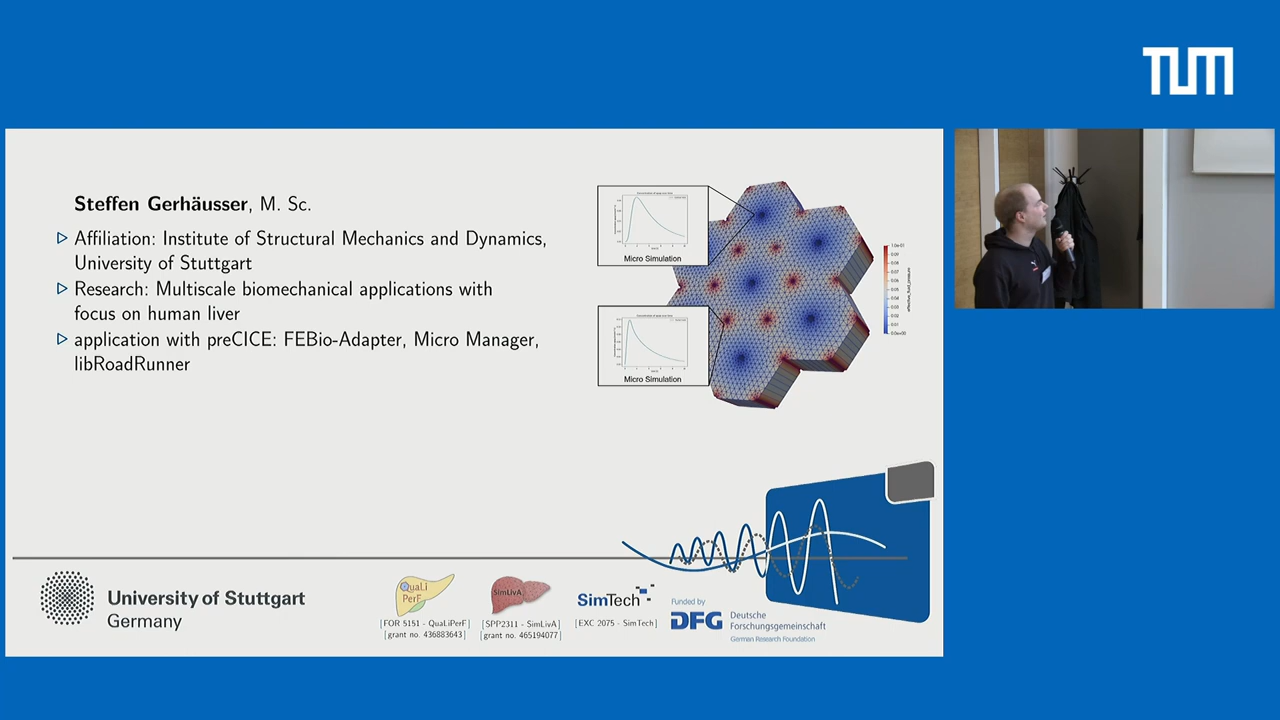 TUM
Steffen Gerhäusser, M. Sc.
Affiliation: Institute of Structural Mechanics and Dynamics,
University of Stuttgart
Research: Multiscale biomechanical applications with
focus on human liver
application with preCICE: FEBio-Adapter, Micro Manager,
libRoadRunner
Micro Simulation
Micro Simulation
University of Stuttgart
Germany
QuaLi
PerF
[FOR 5151 - QuaLiPerF]
[grant no. 436883643]
SimLivA
[SPP2311 - SimLivA]
[grant no. 465194077]
SimTech
[EXC 2075 - SimTech]
Funded by
DFG
Deutsche
Forschungsgemeinschaft
German Research Foundation